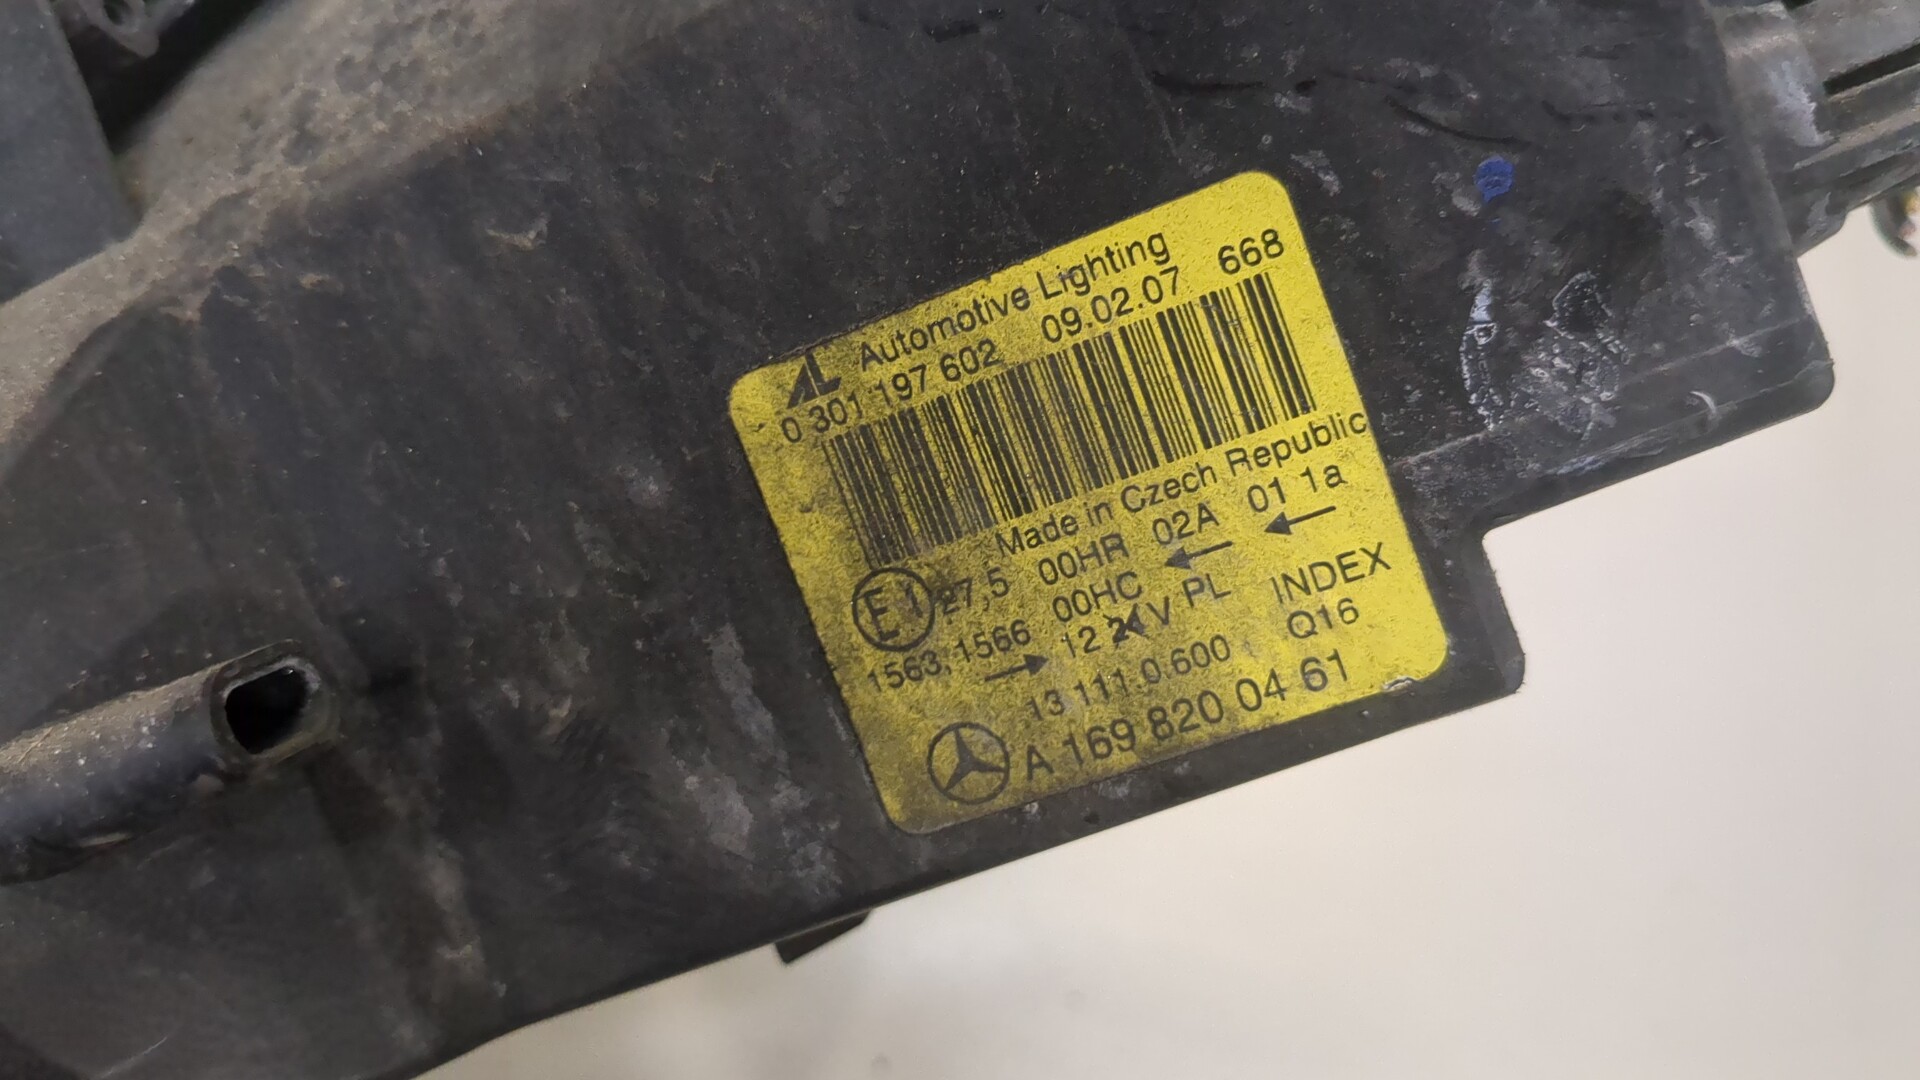 AL Automotive Lighting
0 301 197 602 09.02.07 668
Made in Czech Republic
E1 27,5 00HR 02A 01 1a
1563, 1566 00HC ← ←
→ 12 24V PL INDEX
13.111.0.600 Q16
A 169 820 04 61